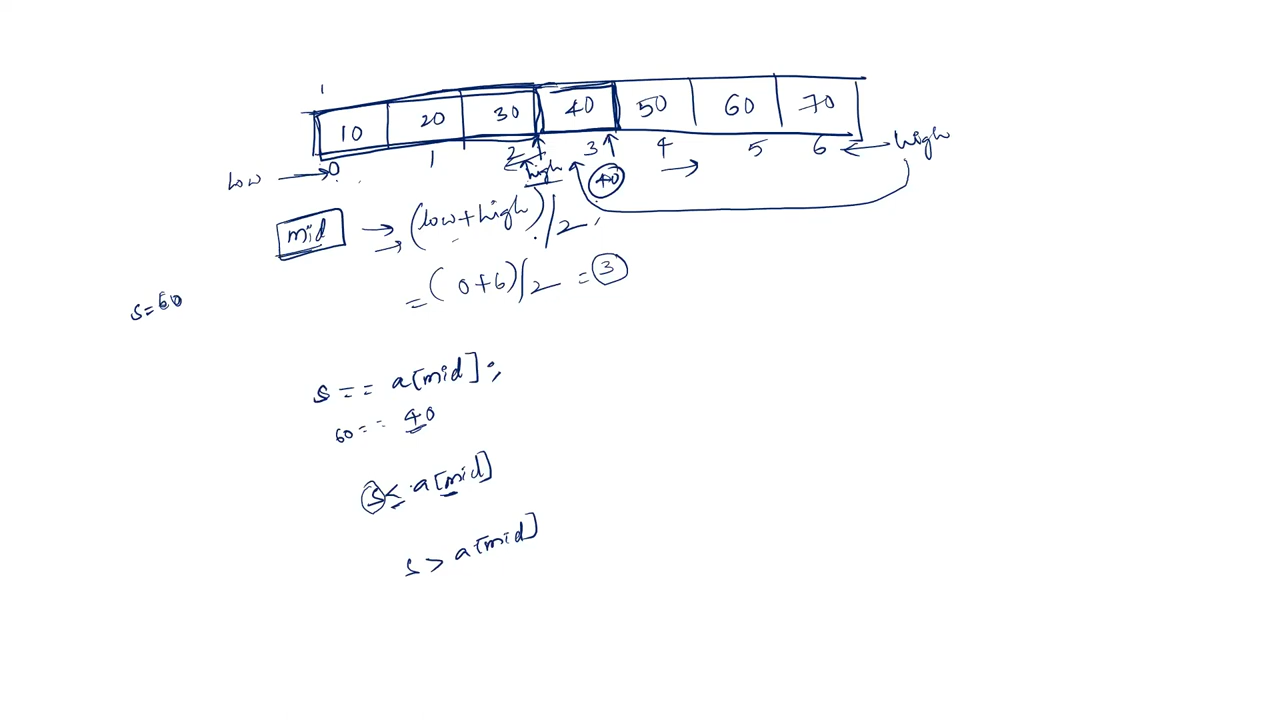 10 20 30 40 50 60 70
low → 0 1 2 3 4 → 5 6 ← high
high 40
mid → (low+high)/2
= (0+6)/2 = 3
s=60
s == a[mid];
60 == 40
s < a[mid]
s > a[mid]